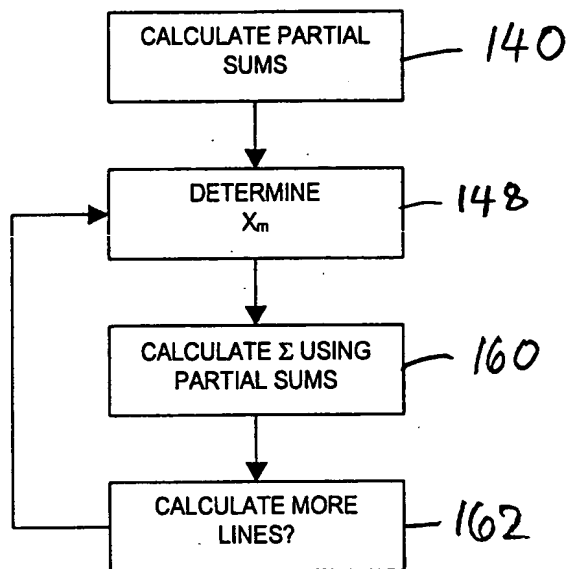 CALCULATE PARTIAL
SUMS
140
DETERMINE
Xm
148
CALCULATE Σ USING
PARTIAL SUMS
160
CALCULATE MORE
LINES?
162